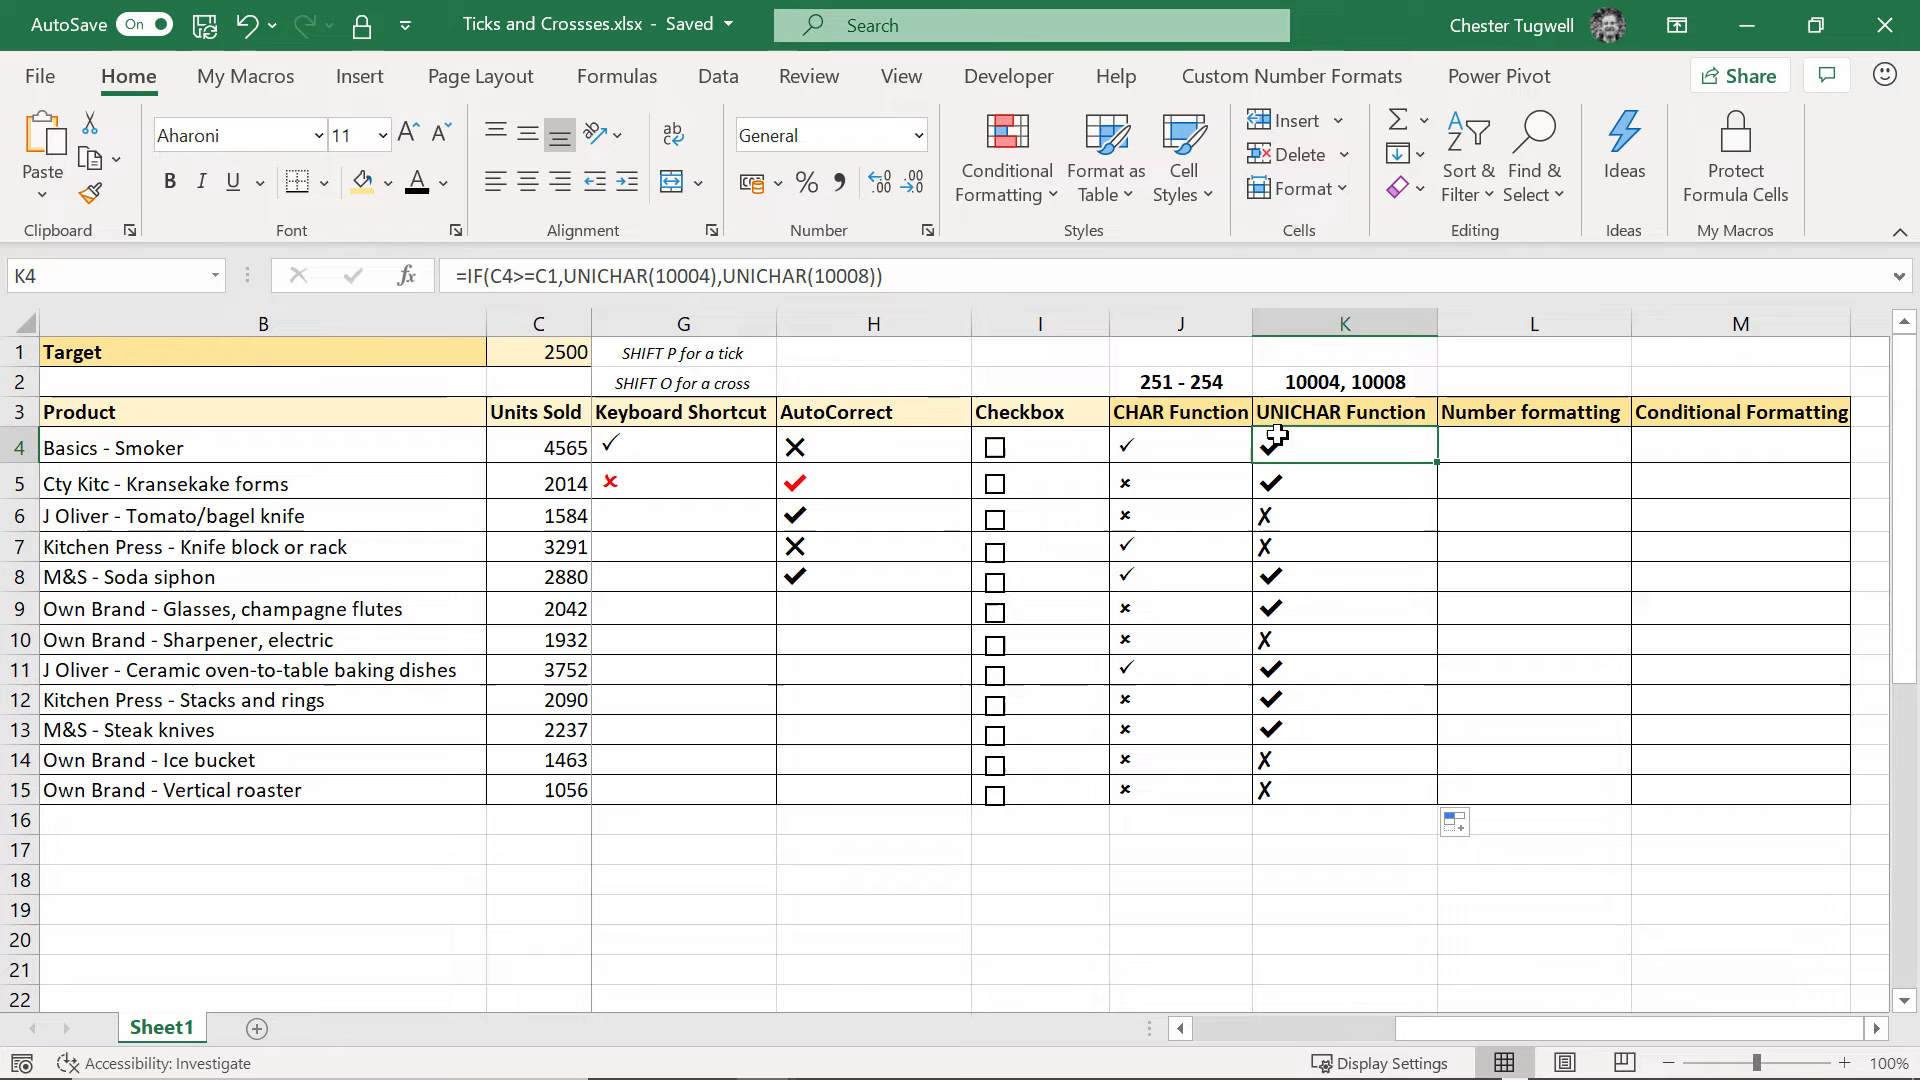 AutoSave On Ticks and Crossses.xlsx - Saved Search Chester Tugwell
File Home My Macros Insert Page Layout Formulas Data Review View Developer Help Custom Number Formats Power Pivot Share
Paste
Aharoni 11
B I U A
ab
General
% 9
Conditional Formatting
Format as Table
Cell Styles
Insert
Delete
Format
Sort & Filter
Find & Select
Ideas
Protect Formula Cells
Clipboard Font Alignment Number Styles Cells Editing Ideas My Macros
K4 fx =IF(C4>=C1,UNICHAR(10004),UNICHAR(10008))
B C G H I J K L M
1 Target 2500 SHIFT P for a tick
2 SHIFT O for a cross 251 - 254 10004, 10008
3 Product Units Sold Keyboard Shortcut AutoCorrect Checkbox CHAR Function UNICHAR Function Number formatting Conditional Formatting
4 Basics - Smoker 4565 ✓ ✕ ☐ ✓ ✔
5 Cty Kitc - Kransekake forms 2014 ✘ ✔ ☐ × ✔
6 J Oliver - Tomato/bagel knife 1584 ✔ ☐ × ✗
7 Kitchen Press - Knife block or rack 3291 ✕ ☐ ✓ ✗
8 M&S - Soda siphon 2880 ✔ ☐ ✓ ✔
9 Own Brand - Glasses, champagne flutes 2042 ☐ × ✔
10 Own Brand - Sharpener, electric 1932 ☐ × ✗
11 J Oliver - Ceramic oven-to-table baking dishes 3752 ☐ ✓ ✔
12 Kitchen Press - Stacks and rings 2090 ☐ × ✔
13 M&S - Steak knives 2237 ☐ × ✔
14 Own Brand - Ice bucket 1463 ☐ × ✗
15 Own Brand - Vertical roaster 1056 ☐ × ✗
16
17
18
19
20
21
22
Sheet1
Accessibility: Investigate Display Settings 100%